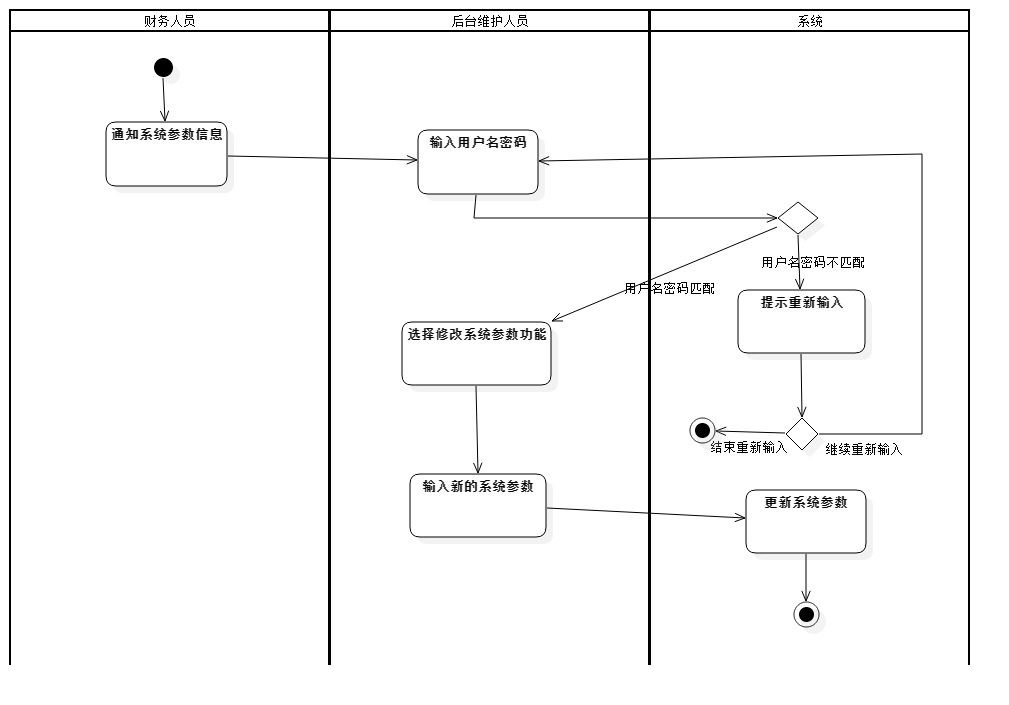 财务人员
后台维护人员
系统
通知系统参数信息
输入用户名密码
用户名密码不匹配
用户名密码匹配
提示重新输入
选择修改系统参数功能
结束重新输入
继续重新输入
输入新的系统参数
更新系统参数